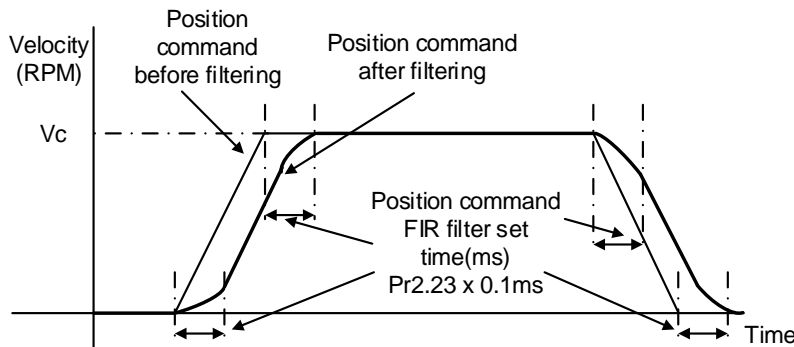 Velocity
(RPM)
Position
command
before filtering
Position command
after filtering
Vc
Position command
FIR filter set
time(ms)
Pr2.23 x 0.1ms
Time